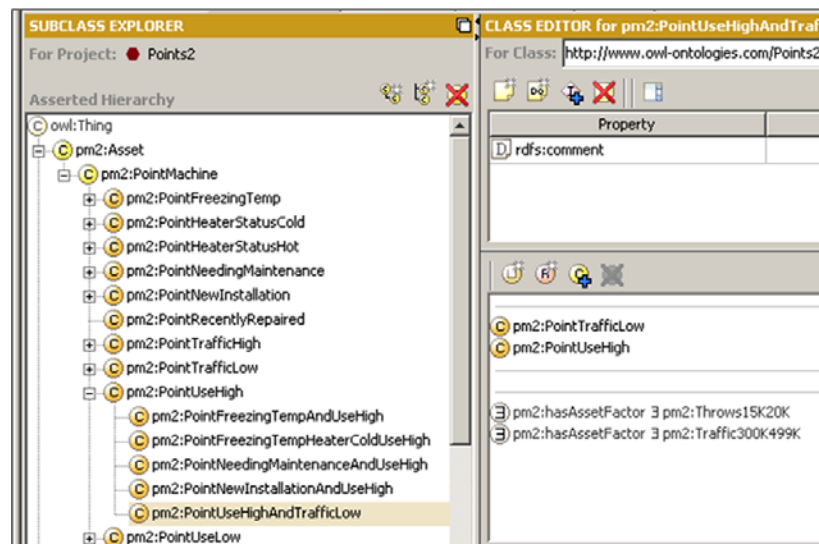 SUBCLASS EXPLORER
For Project: Points2
Asserted Hierarchy
C owl:Thing
C pm2:Asset
C pm2:PointMachine
C pm2:PointFreezingTemp
C pm2:PointHeaterStatusCold
C pm2:PointHeaterStatusHot
C pm2:PointNeedingMaintenance
C pm2:PointNewInstallation
C pm2:PointRecentlyRepaired
C pm2:PointTrafficHigh
C pm2:PointTrafficLow
C pm2:PointUseHigh
C pm2:PointFreezingTempAndUseHigh
C pm2:PointFreezingTempHeaterColdUseHigh
C pm2:PointNeedingMaintenanceAndUseHigh
C pm2:PointNewInstallationAndUseHigh
C pm2:PointUseHighAndTrafficLow
C pm2:PointUseLow
CLASS EDITOR for pm2:PointUseHighAndTraf
For Class: http://www.owl-ontologies.com/Points2
Property
D rdfs:comment
C pm2:PointTrafficLow
C pm2:PointUseHigh
∃ pm2:hasAssetFactor ∃ pm2:Throws15K20K
∃ pm2:hasAssetFactor ∃ pm2:Traffic300K499K